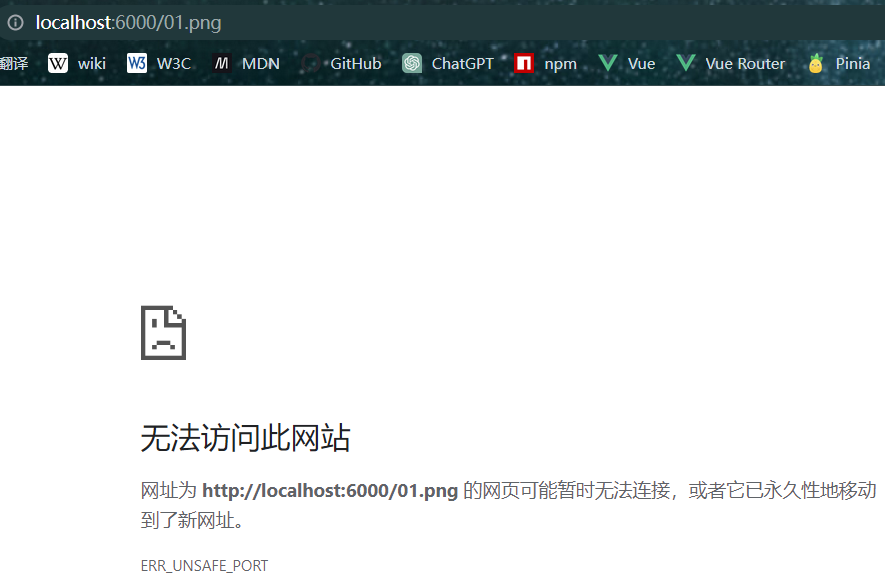 localhost:6000/01.png
翻译 W wiki W3 W3C M MDN GitHub ChatGPT npm Vue Vue Router Pinia
无法访问此网站
网址为 http://localhost:6000/01.png 的网页可能暂时无法连接，或者它已永久性地移动
到了新网址。
ERR_UNSAFE_PORT